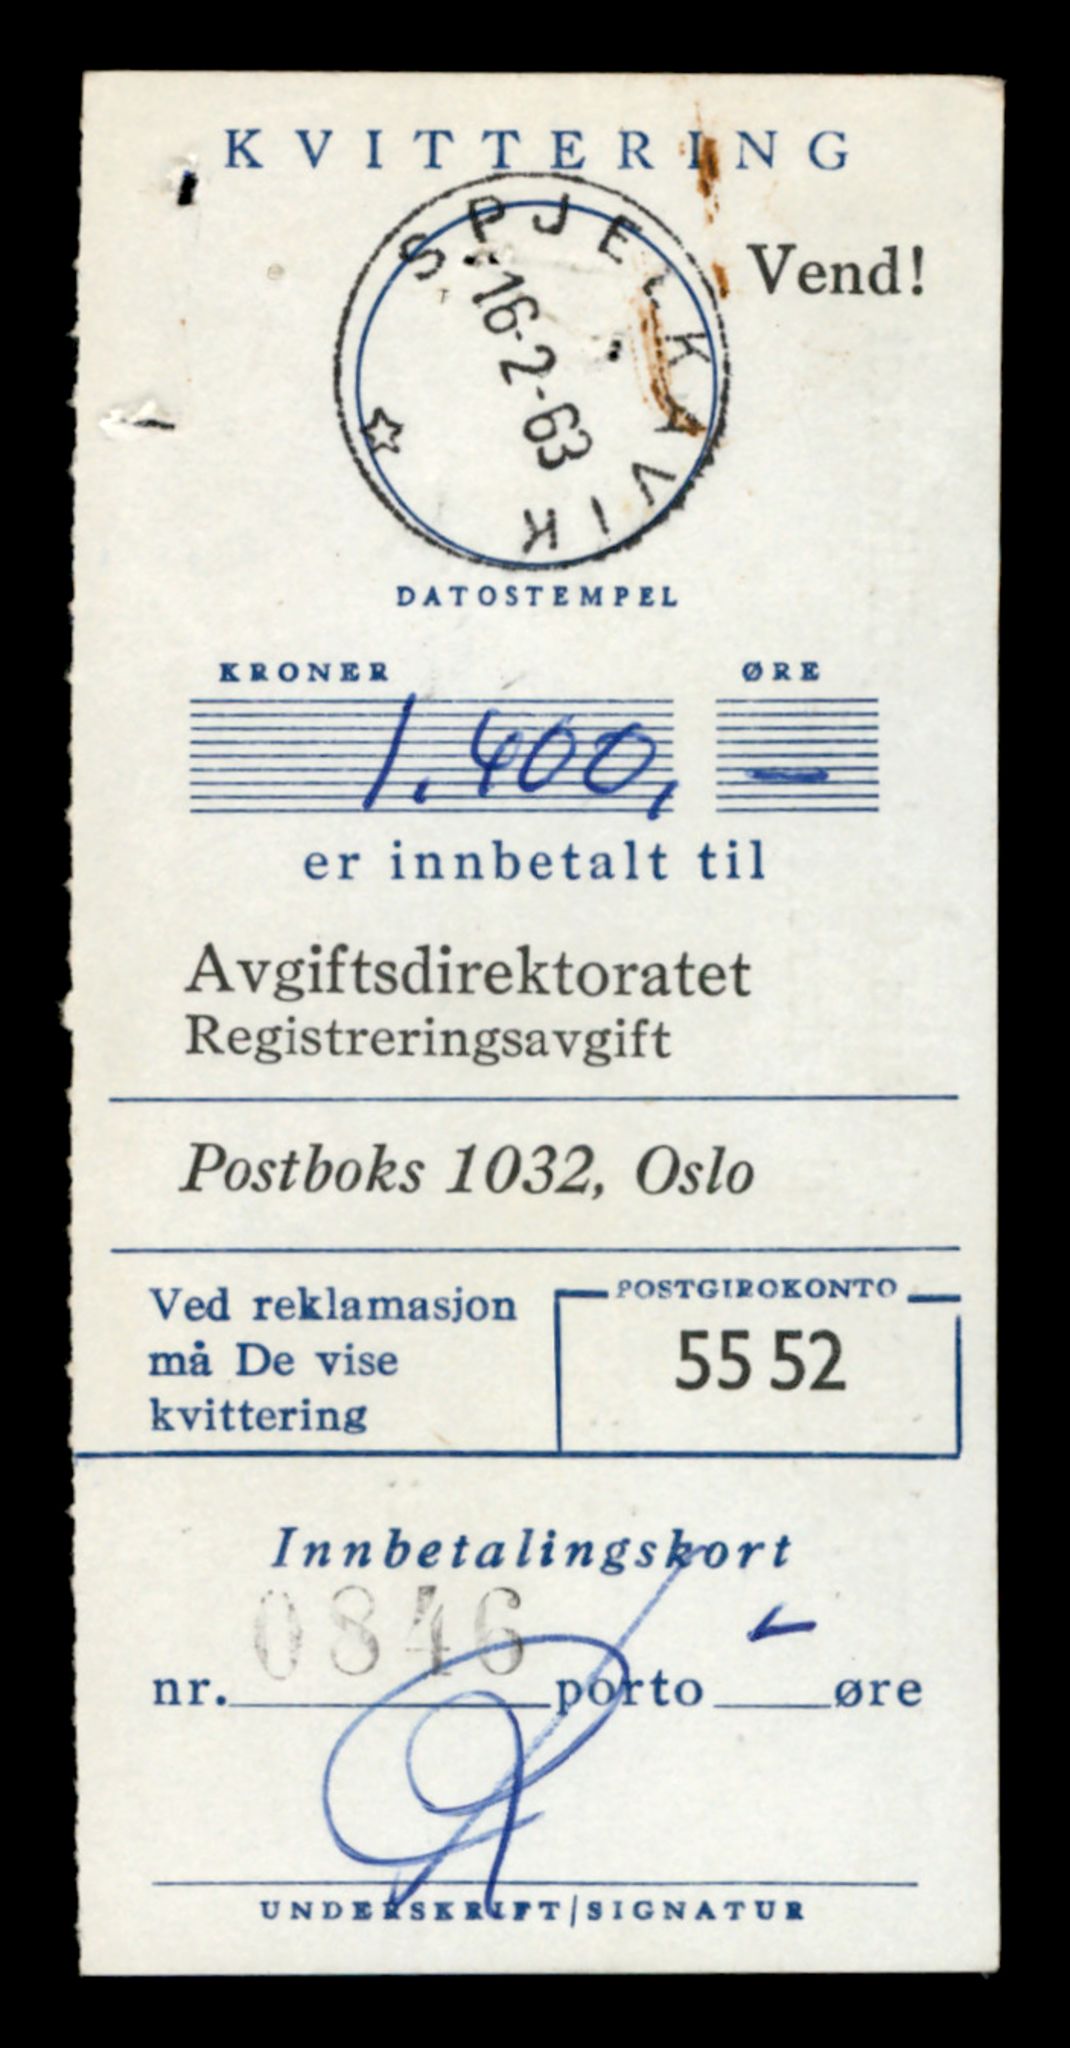 KVITTERING
SPJELKAVIK
16-2-63
Vend!
DATOSTEMPEL
KRONER ØRE
1.400, —
er innbetalt til
Avgiftsdirektoratet
Registreringsavgift
Postboks 1032, Oslo
Ved reklamasjon
må De vise
kvittering
POSTGIROKONTO
55 52
Innbetalingskort
nr. 0846 porto — øre
UNDERSKRIFT/SIGNATUR